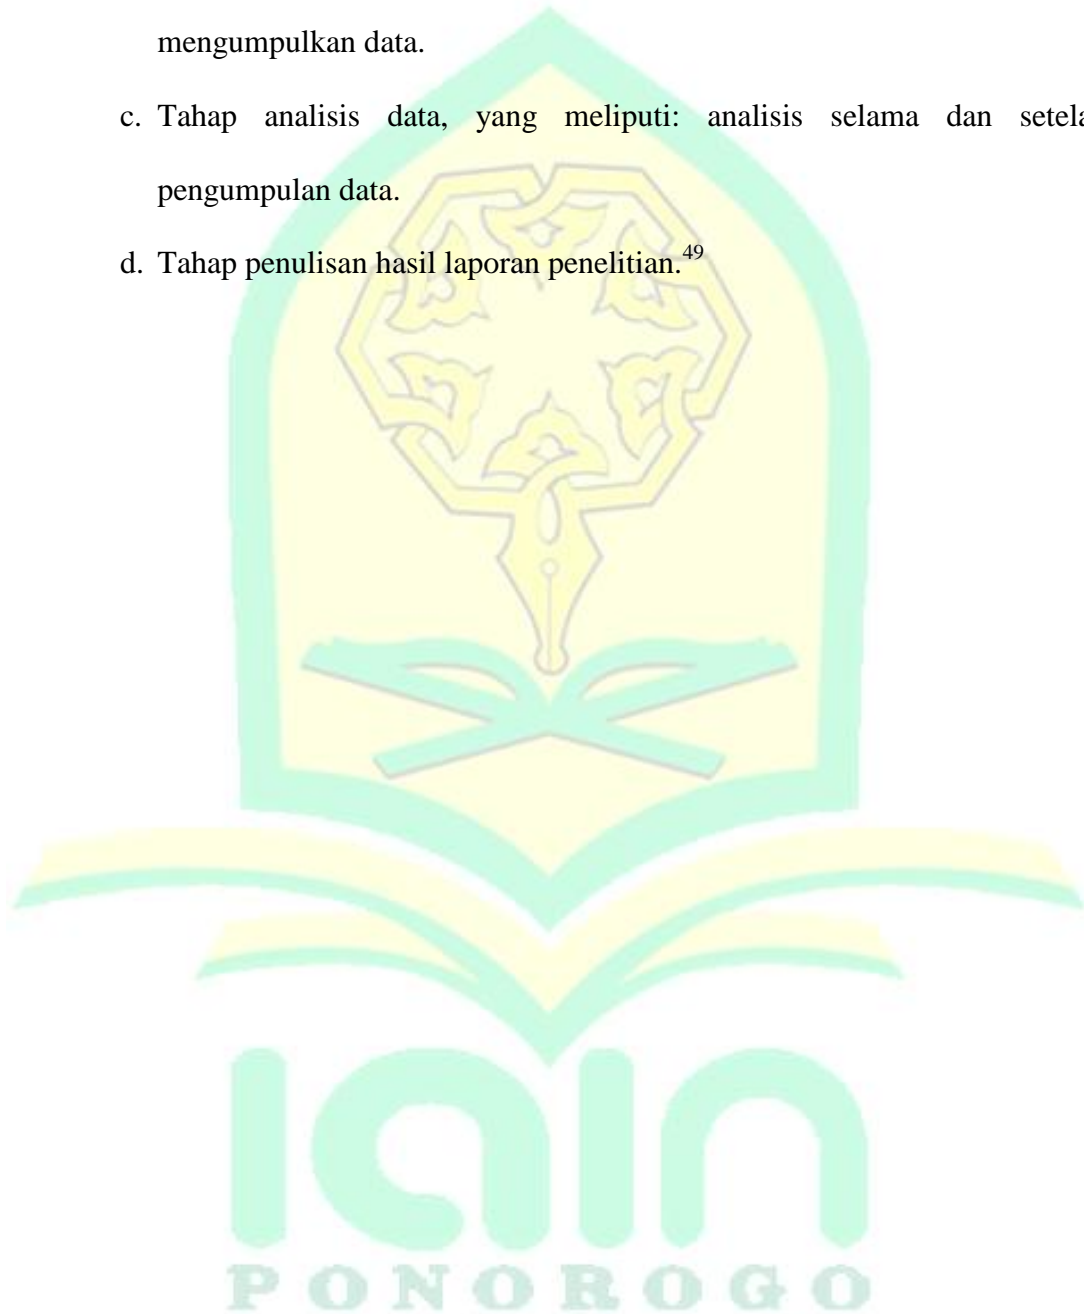 mengumpulkan data.
c. Tahap analisis data, yang meliputi: analisis selama dan setela
pengumpulan data.
d. Tahap penulisan hasil laporan penelitian.49
iain
PONOROGO